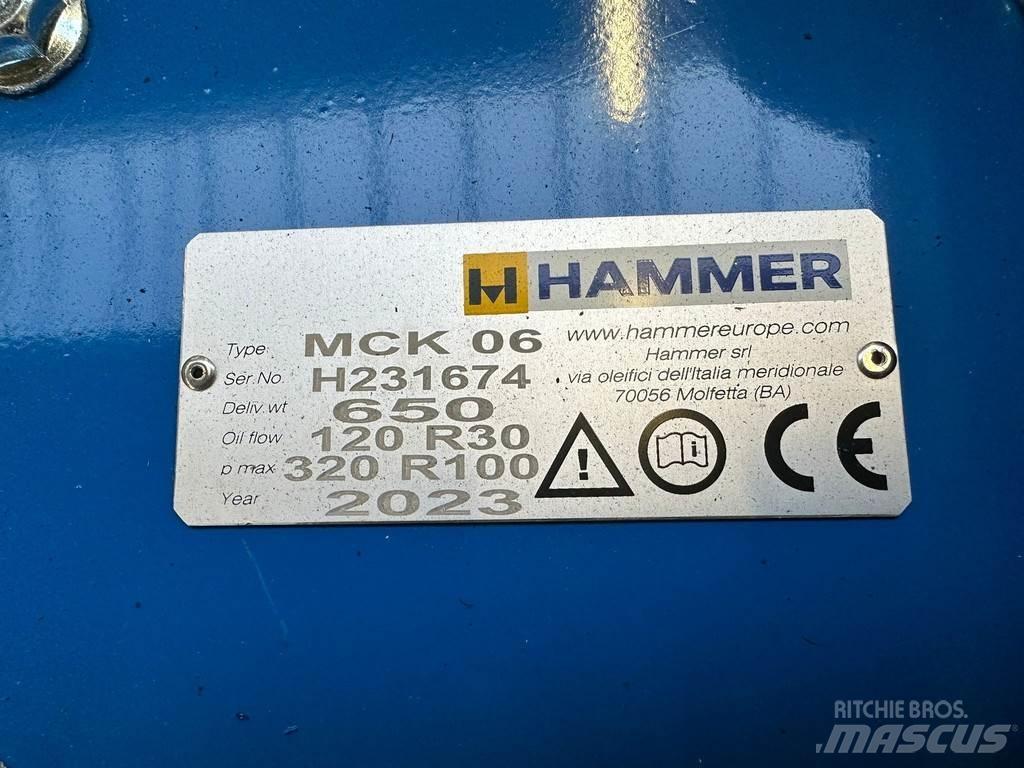 HAMMER
www.hammereurope.com
Hammer srl
via oleifici dell'Italia meridionale
70056 Molfetta (BA)
Type MCK 06
Ser.No. H231674
Deliv.wt 650
Oil flow 120 R30
p max 320 R100
Year 2023
CE
RITCHIE BROS.
MASCUS